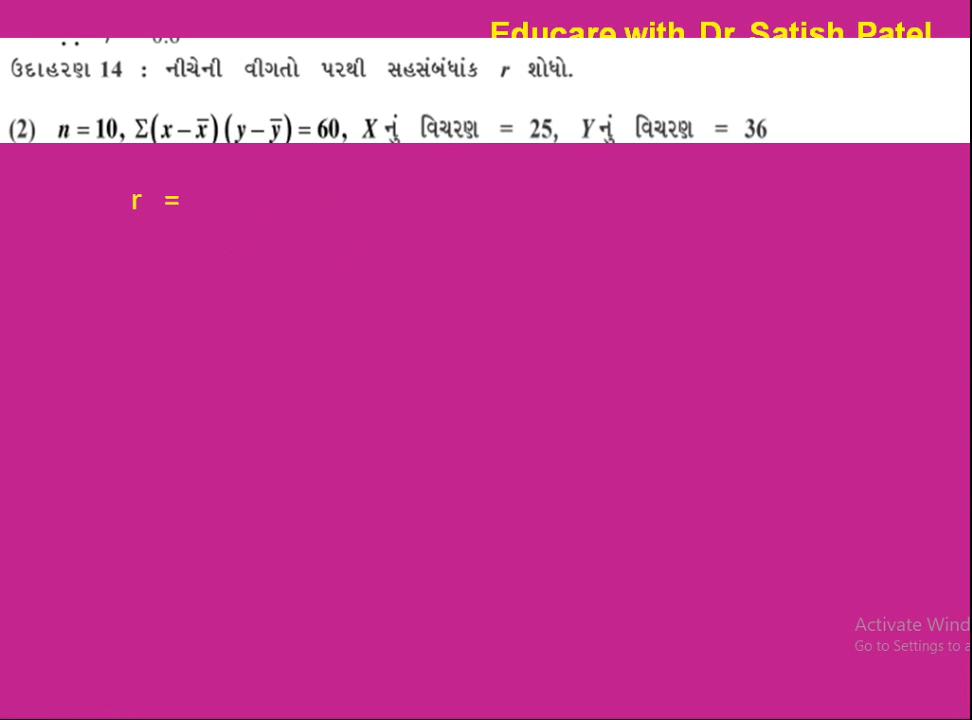 Educare with Dr. Satish Patel
ઉદાહરણ 14 : નીચેની વીગતો પરથી સહસંબંધાંક r શોધો.
(2) n = 10, Σ(x − x̅)(y − y̅) = 60, X નું વિચરણ = 25, Y નું વિચરણ = 36
r =
Activate Wind
Go to Settings to a